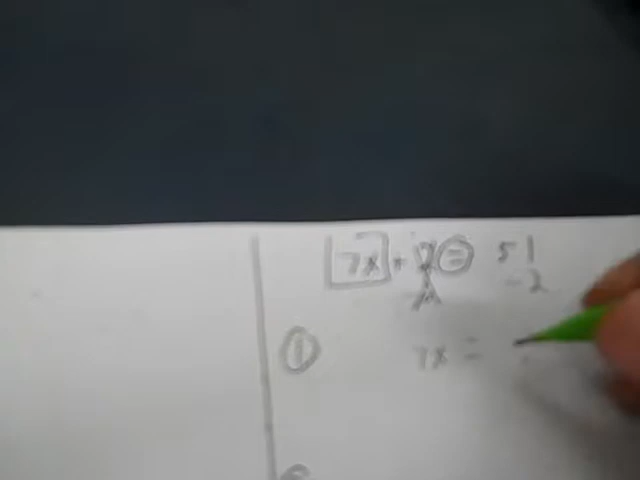 7x + 2 = 51
-2
① 7x =